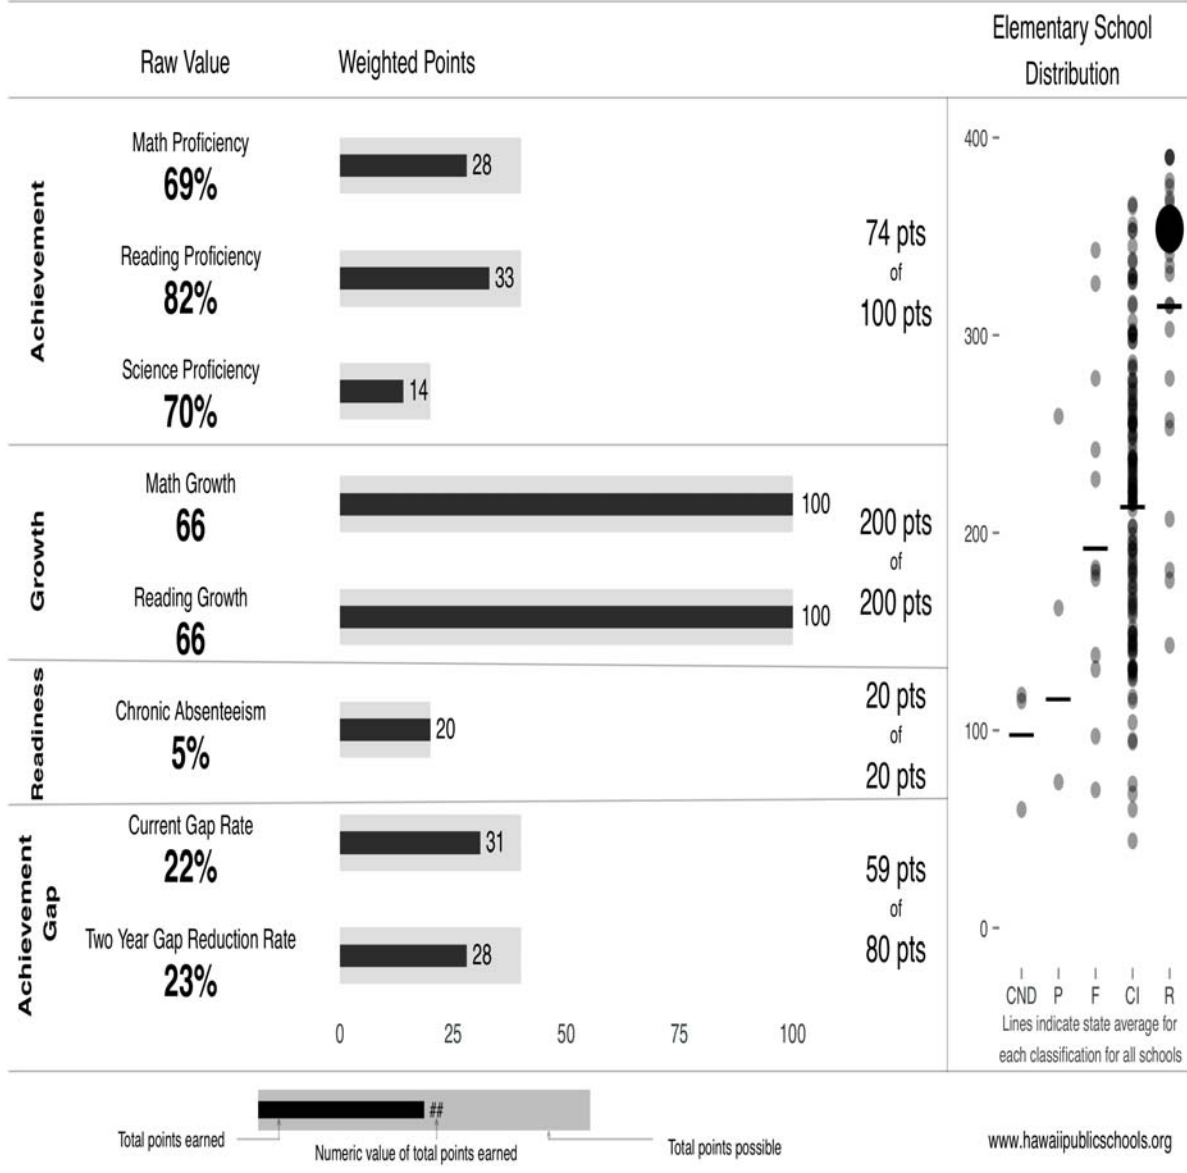 Elementary School
Distribution
Raw Value
Weighted Points
Achievement
Math Proficiency
69%
28
Reading Proficiency
82%
33
Science Proficiency
70%
14
74 pts
of
100 pts
Growth
Math Growth
66
100
Reading Growth
66
100
200 pts
of
200 pts
Readiness
Chronic Absenteeism
5%
20
20 pts
of
20 pts
Achievement
Gap
Current Gap Rate
22%
31
Two Year Gap Reduction Rate
23%
28
59 pts
of
80 pts
0 25 50 75 100
400
300
200
100
0
CND P F CI R
Lines indicate state average for
each classification for all schools
##
Total points earned
Numeric value of total points earned
Total points possible
www.hawaiipublicschools.org